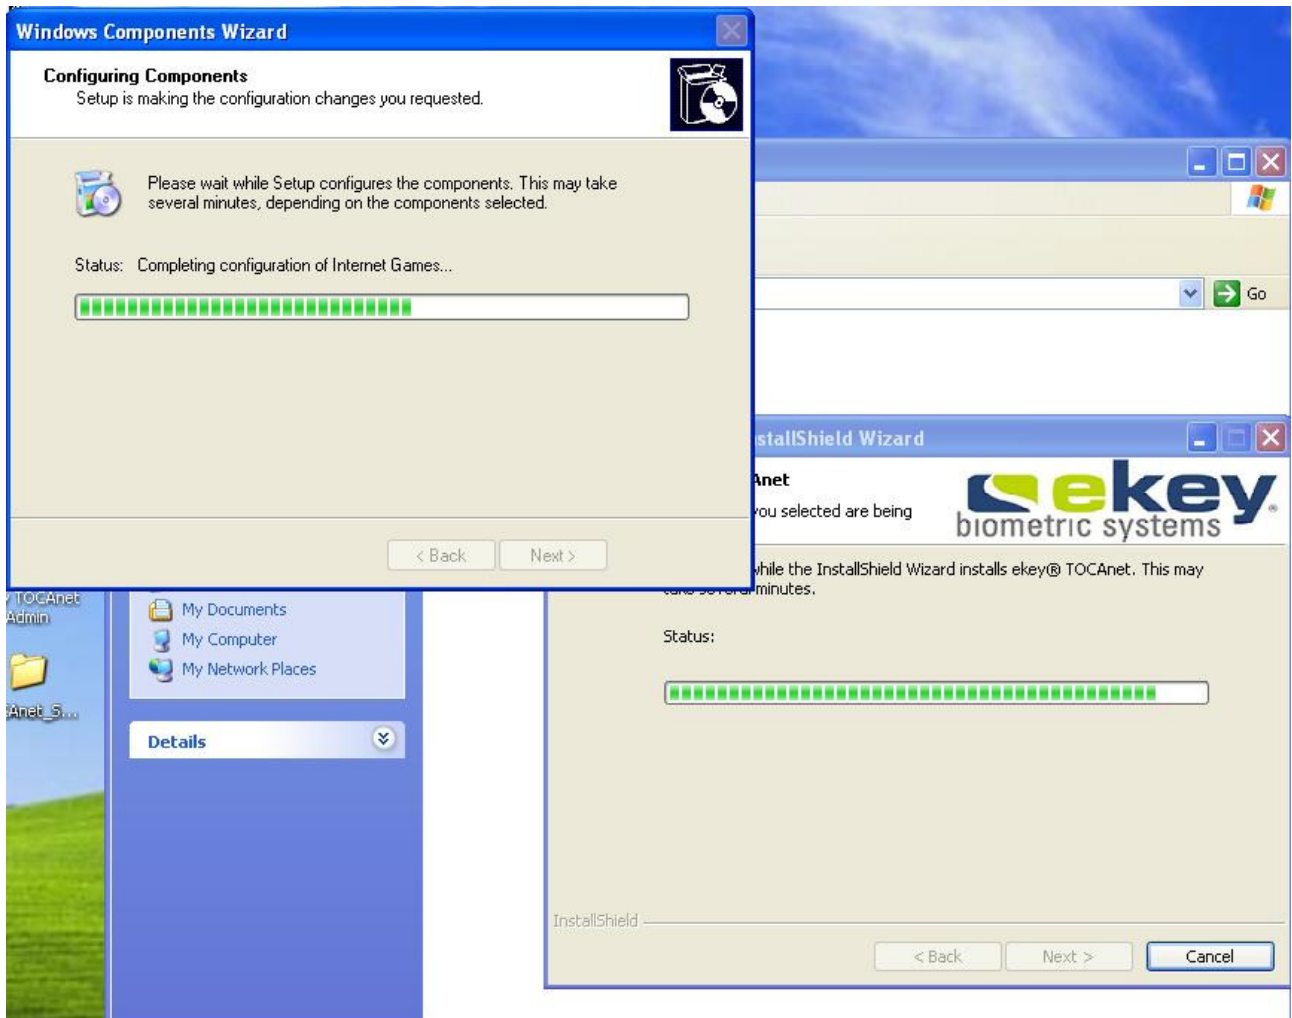 Windows Components Wizard
Configuring Components
Setup is making the configuration changes you requested.
Please wait while Setup configures the components. This may take
several minutes, depending on the components selected.
Status: Completing configuration of Internet Games...
< Back Next >
Go
stallShield Wizard
Anet
you selected are being
ekey
biometric systems
while the InstallShield Wizard installs ekey® TOCAnet. This may
minutes.
Status:
InstallShield
< Back Next > Cancel
TOCAnet
Admin
Anet_S...
My Documents
My Computer
My Network Places
Details